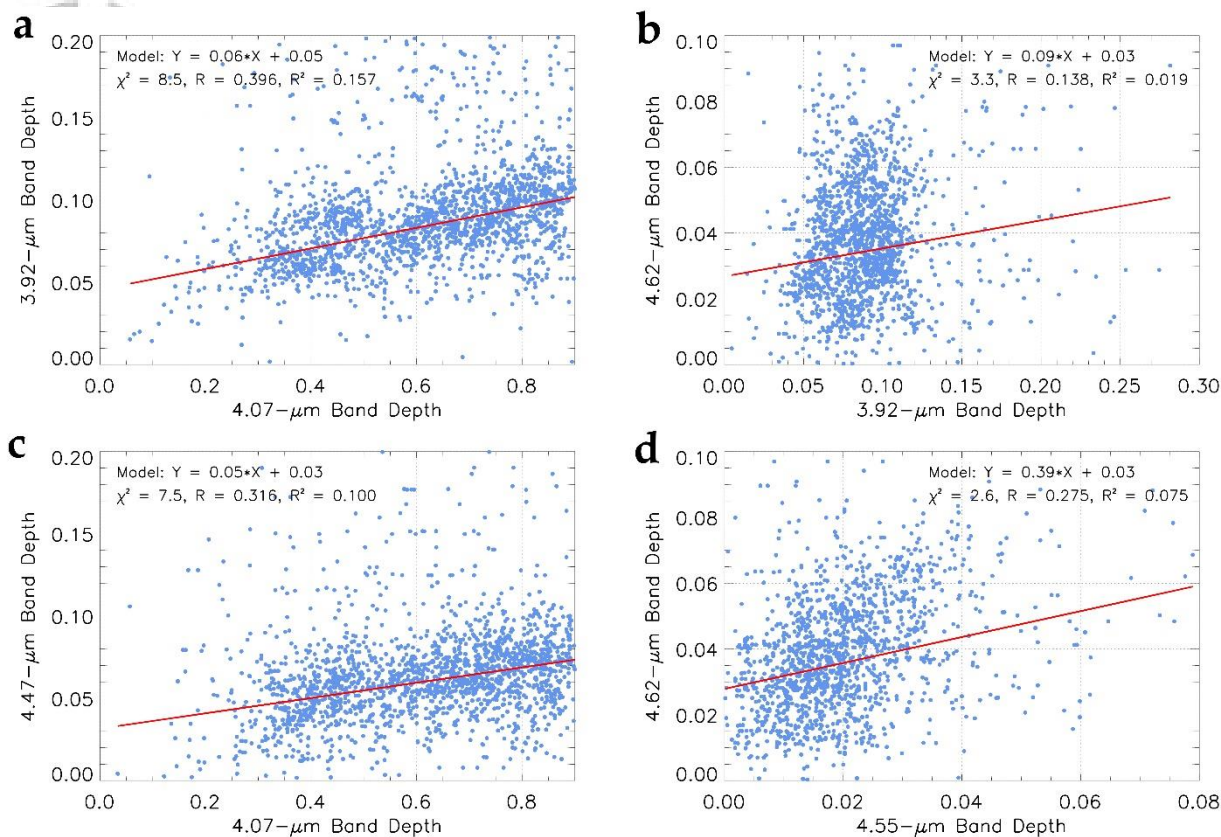 a
Model: Y = 0.06*X + 0.05
χ² = 8.5, R = 0.396, R² = 0.157
3.92-μm Band Depth
0.20
0.15
0.10
0.05
0.00
0.0 0.2 0.4 0.6 0.8
4.07-μm Band Depth
b
Model: Y = 0.09*X + 0.03
χ² = 3.3, R = 0.138, R² = 0.019
4.62-μm Band Depth
0.10
0.08
0.06
0.04
0.02
0.00
0.00 0.05 0.10 0.15 0.20 0.25 0.30
3.92-μm Band Depth
c
Model: Y = 0.05*X + 0.03
χ² = 7.5, R = 0.316, R² = 0.100
4.47-μm Band Depth
0.20
0.15
0.10
0.05
0.00
0.0 0.2 0.4 0.6 0.8
4.07-μm Band Depth
d
Model: Y = 0.39*X + 0.03
χ² = 2.6, R = 0.275, R² = 0.075
4.62-μm Band Depth
0.10
0.08
0.06
0.04
0.02
0.00
0.00 0.02 0.04 0.06 0.08
4.55-μm Band Depth